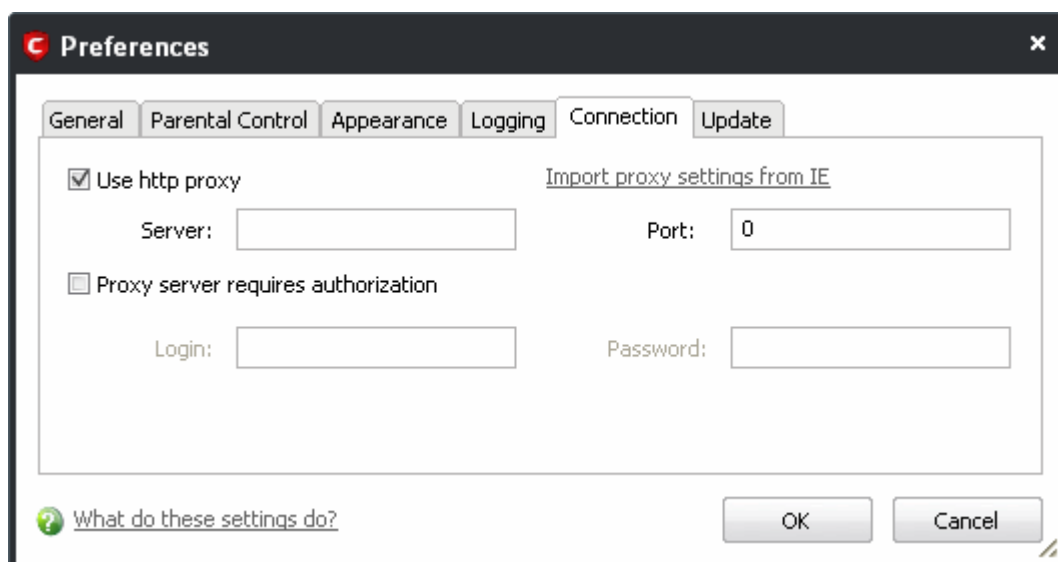 Preferences
General Parental Control Appearance Logging Connection Update
Use http proxy Import proxy settings from IE
Server: Port: 0
Proxy server requires authorization
Login: Password:
What do these settings do? OK Cancel